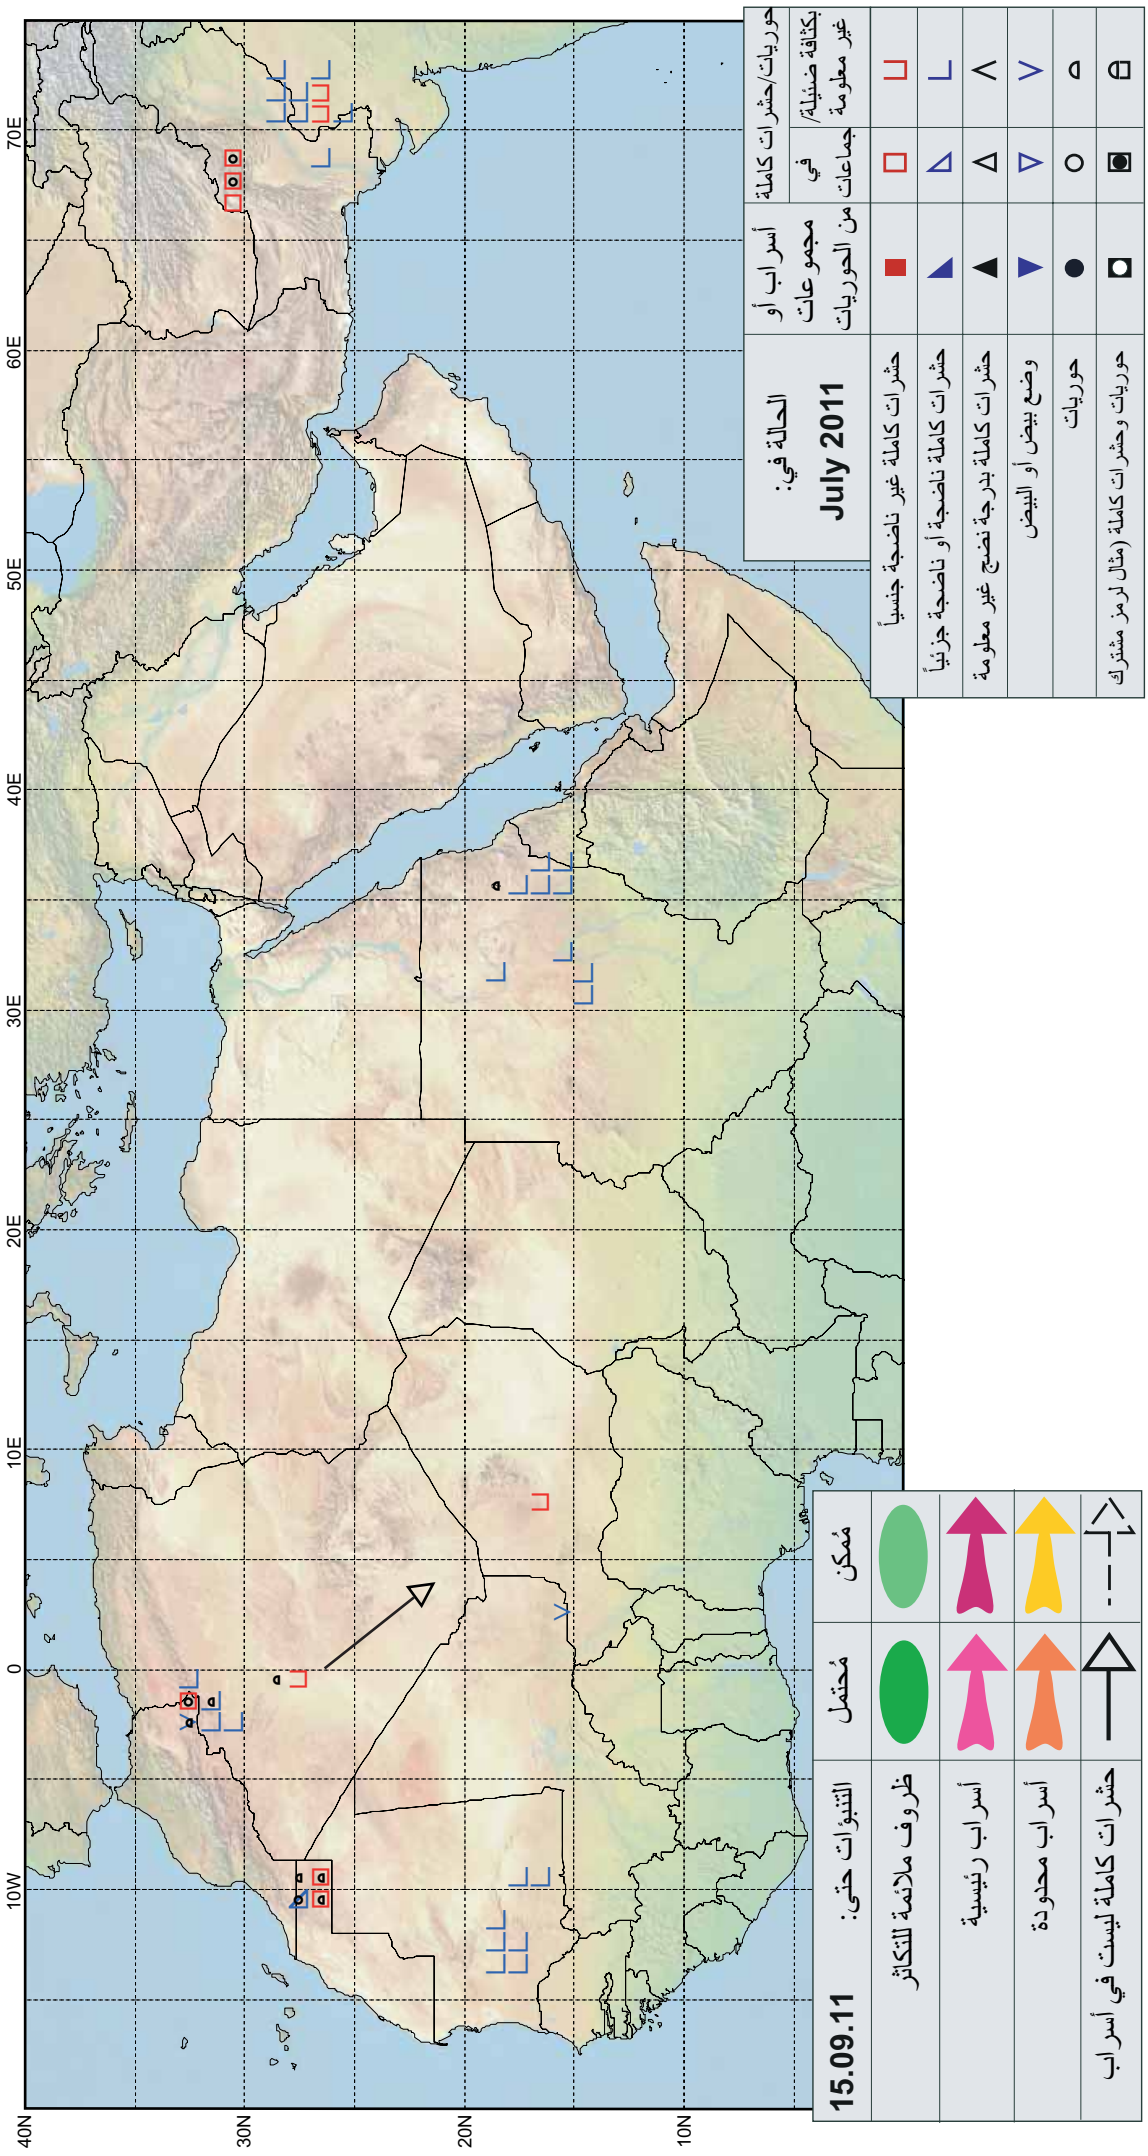 40N
30N
20N
10N
10W
0
10E
20E
30E
40E
50E
60E
70E
الحالة في:
July 2011
أسراب أو
مجموعات
من الحوريات
حوريات/حشرات كاملة
في
جماعات
بكثافة ضئيلة/
غير معلومة
حشرات كاملة غير ناضجة جنسياً
حشرات كاملة ناضجة أو ناضجة جزئياً
حشرات كاملة بدرجة نضج غير معلومة
وضع بيض أو البيض
حوريات
حوريات وحشرات كاملة (مثال لرمز مشترك
التنبؤات حتى:
15.09.11
مُحتمل
مُمكن
ظروف ملائمة للتكاثر
أسراب رئيسية
أسراب محدودة
حشرات كاملة ليست في أسراب